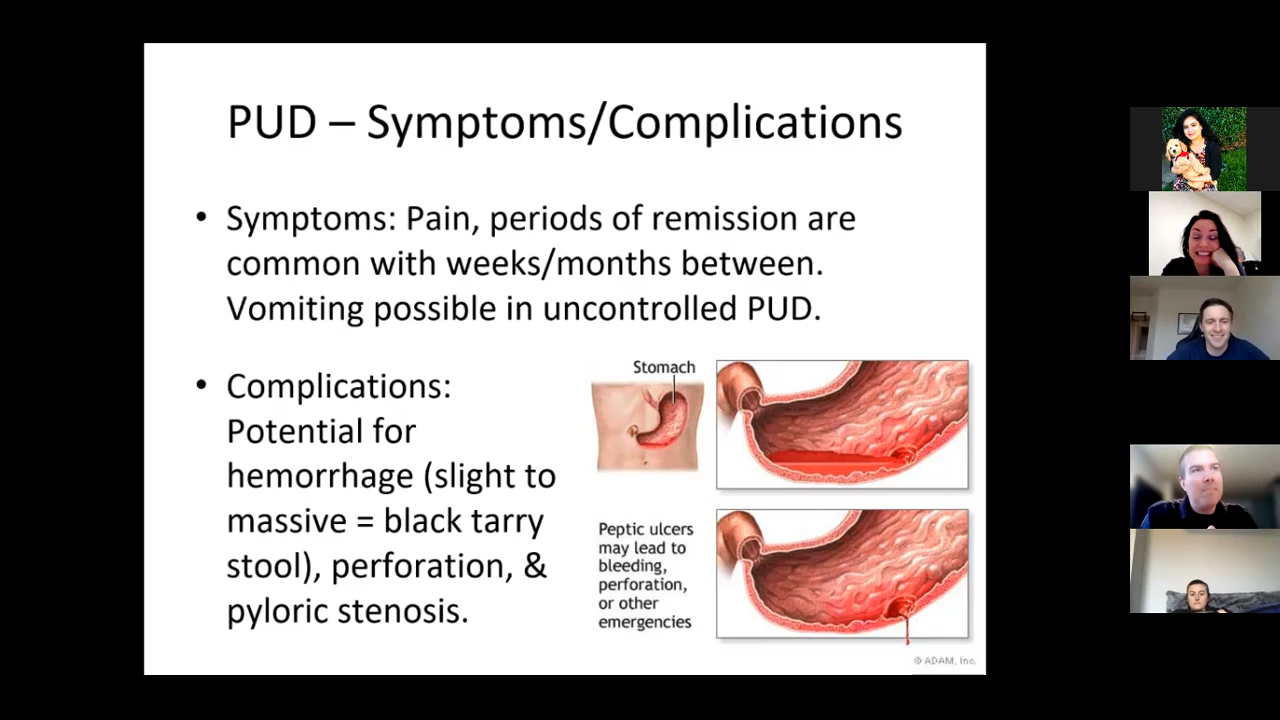 PUD – Symptoms/Complications
• Symptoms: Pain, periods of remission are
common with weeks/months between.
Vomiting possible in uncontrolled PUD.
• Complications:
Potential for
hemorrhage (slight to
massive = black tarry
stool), perforation, &
pyloric stenosis.
Stomach
Peptic ulcers
may lead to
bleeding,
perforation,
or other
emergencies
© ADAM, Inc.